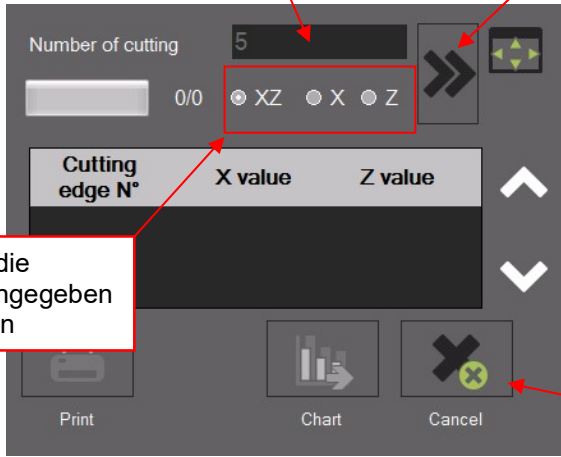 Number of cutting
5
0/0
XZ
X
Z
Cutting
edge N°
X value
Z value
die
ngegeben
n
Print
Chart
Cancel